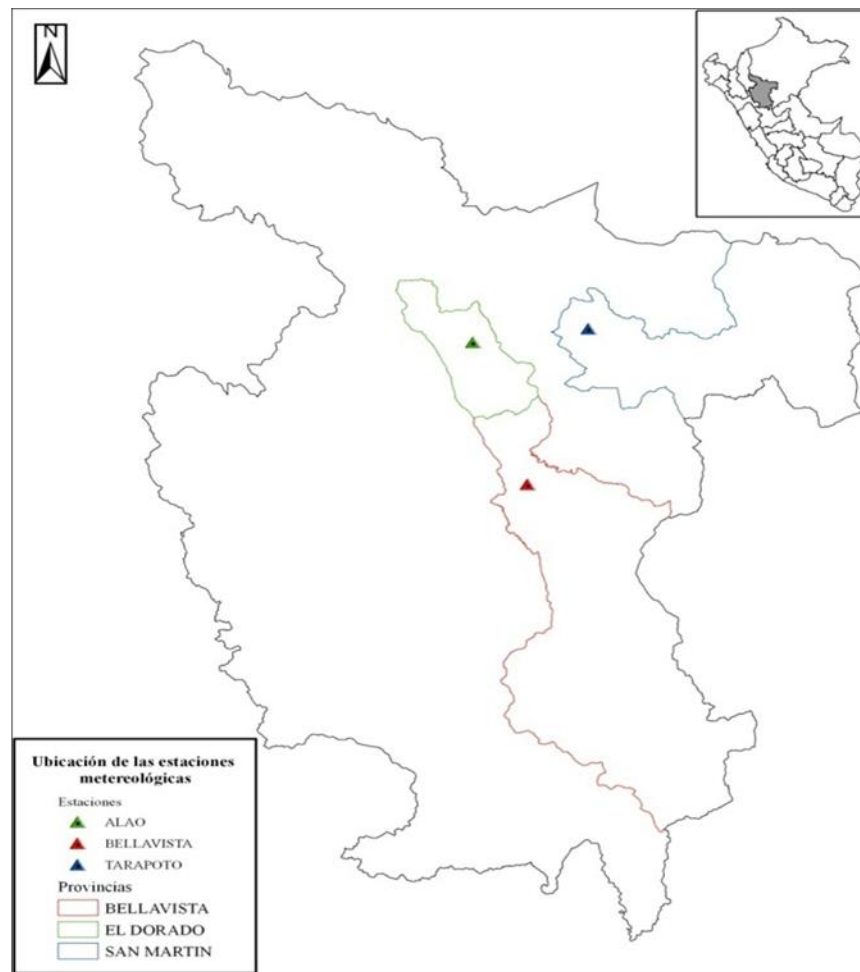 N
Ubicación de las estaciones
metereológicas
Estaciones
ALAO
BELLAVISTA
TARAPOTO
Provincias
BELLAVISTA
EL DORADO
SAN MARTIN